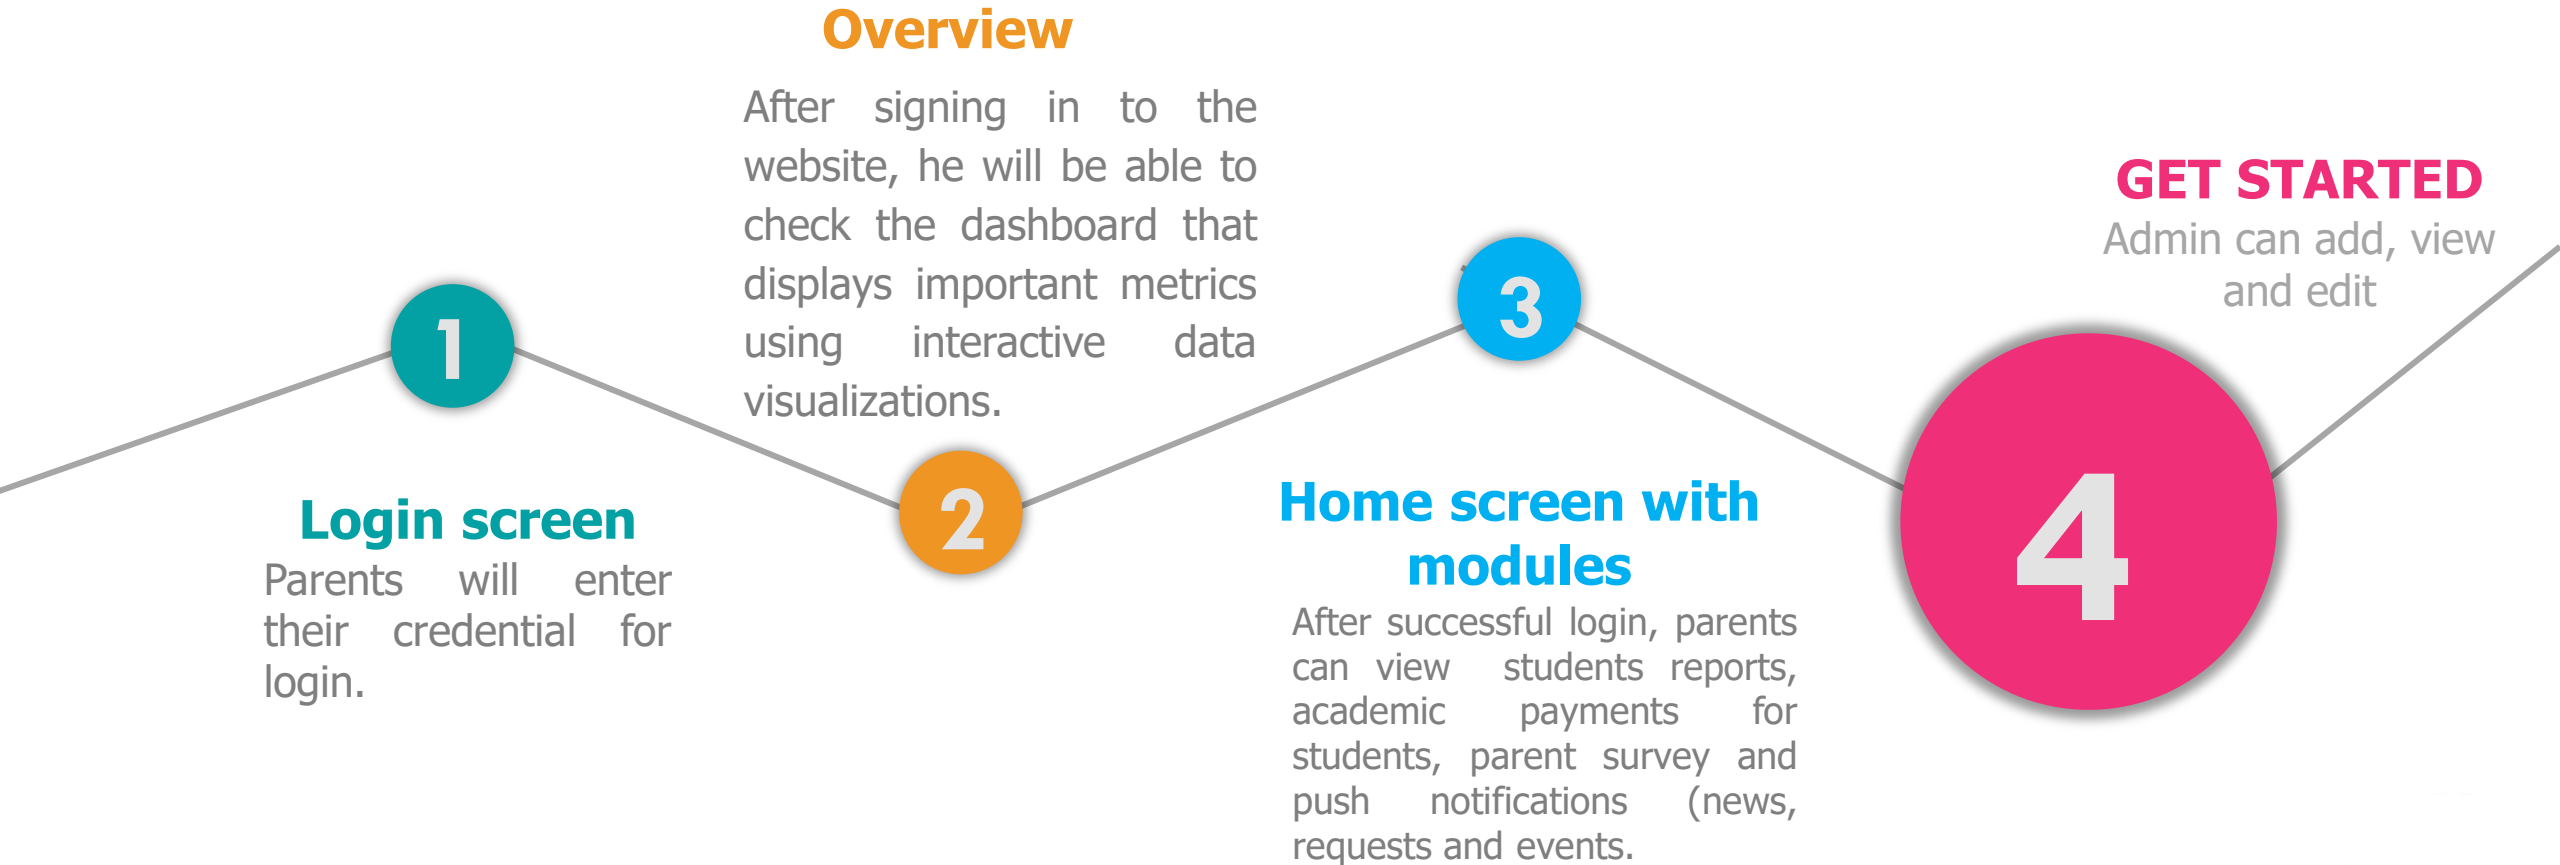 1
Login screen
Parents will enter
their credential for
login.
Overview
After signing in to the
website, he will be able to
check the dashboard that
displays important metrics
using interactive data
visualizations.
2
3
Home screen with
modules
After successful login, parents
can view students reports,
academic payments for
students, parent survey and
push notifications (news,
requests and events.
GET STARTED
Admin can add, view
and edit
4